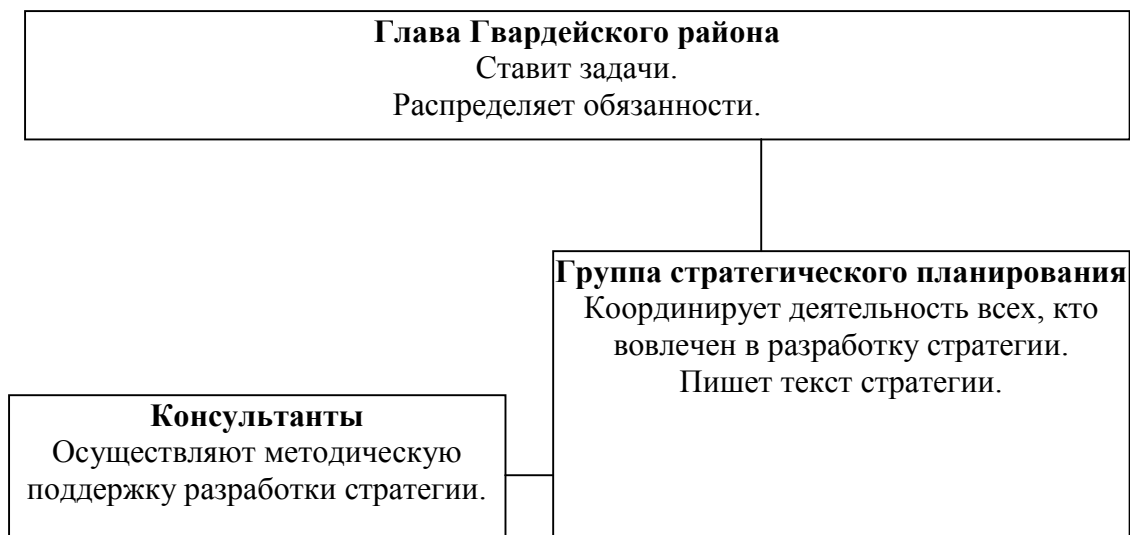 Глава Гвардейского района
Ставит задачи.
Распределяет обязанности.
Группа стратегического планирования
Координирует деятельность всех, кто
вовлечен в разработку стратегии.
Пишет текст стратегии.
Консультанты
Осуществляют методическую
поддержку разработки стратегии.